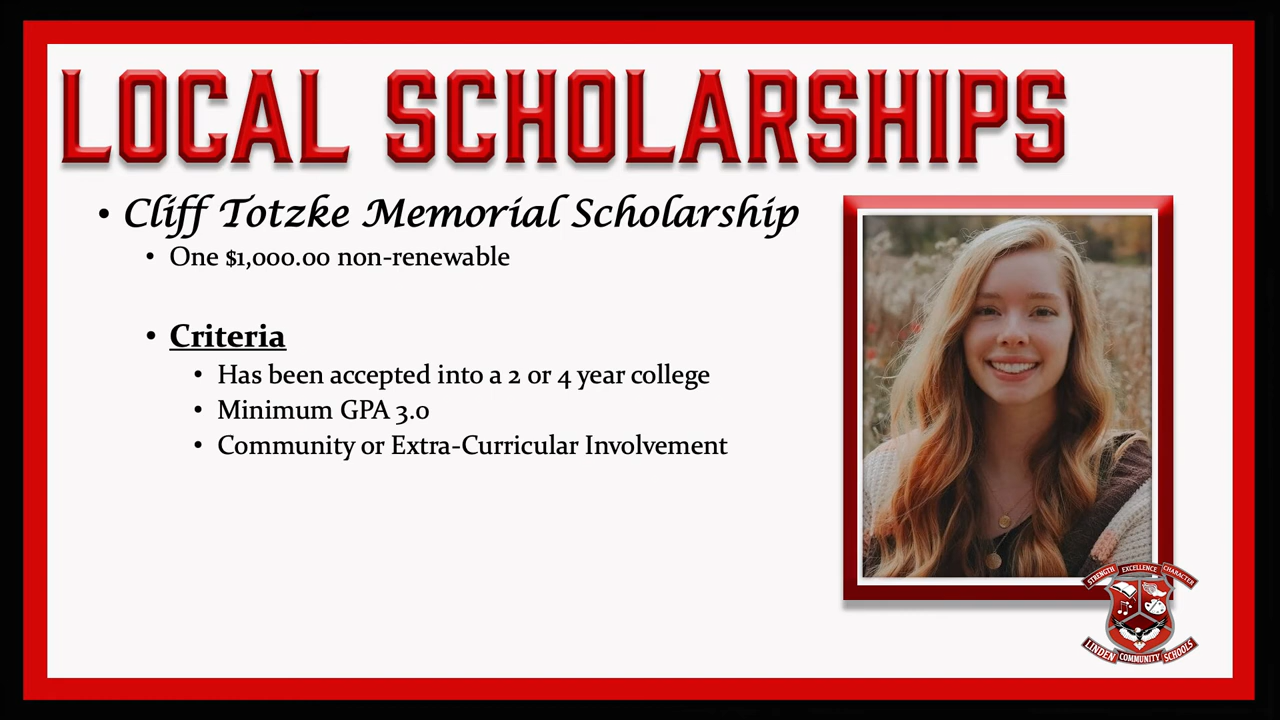 LOCAL SCHOLARSHIPS
• Cliff Totzke Memorial Scholarship
• One $1,000.00 non-renewable
• Criteria
• Has been accepted into a 2 or 4 year college
• Minimum GPA 3.0
• Community or Extra-Curricular Involvement
STRENGTH EXCELLENCE CHARACTER
LINDEN COMMUNITY SCHOOLS